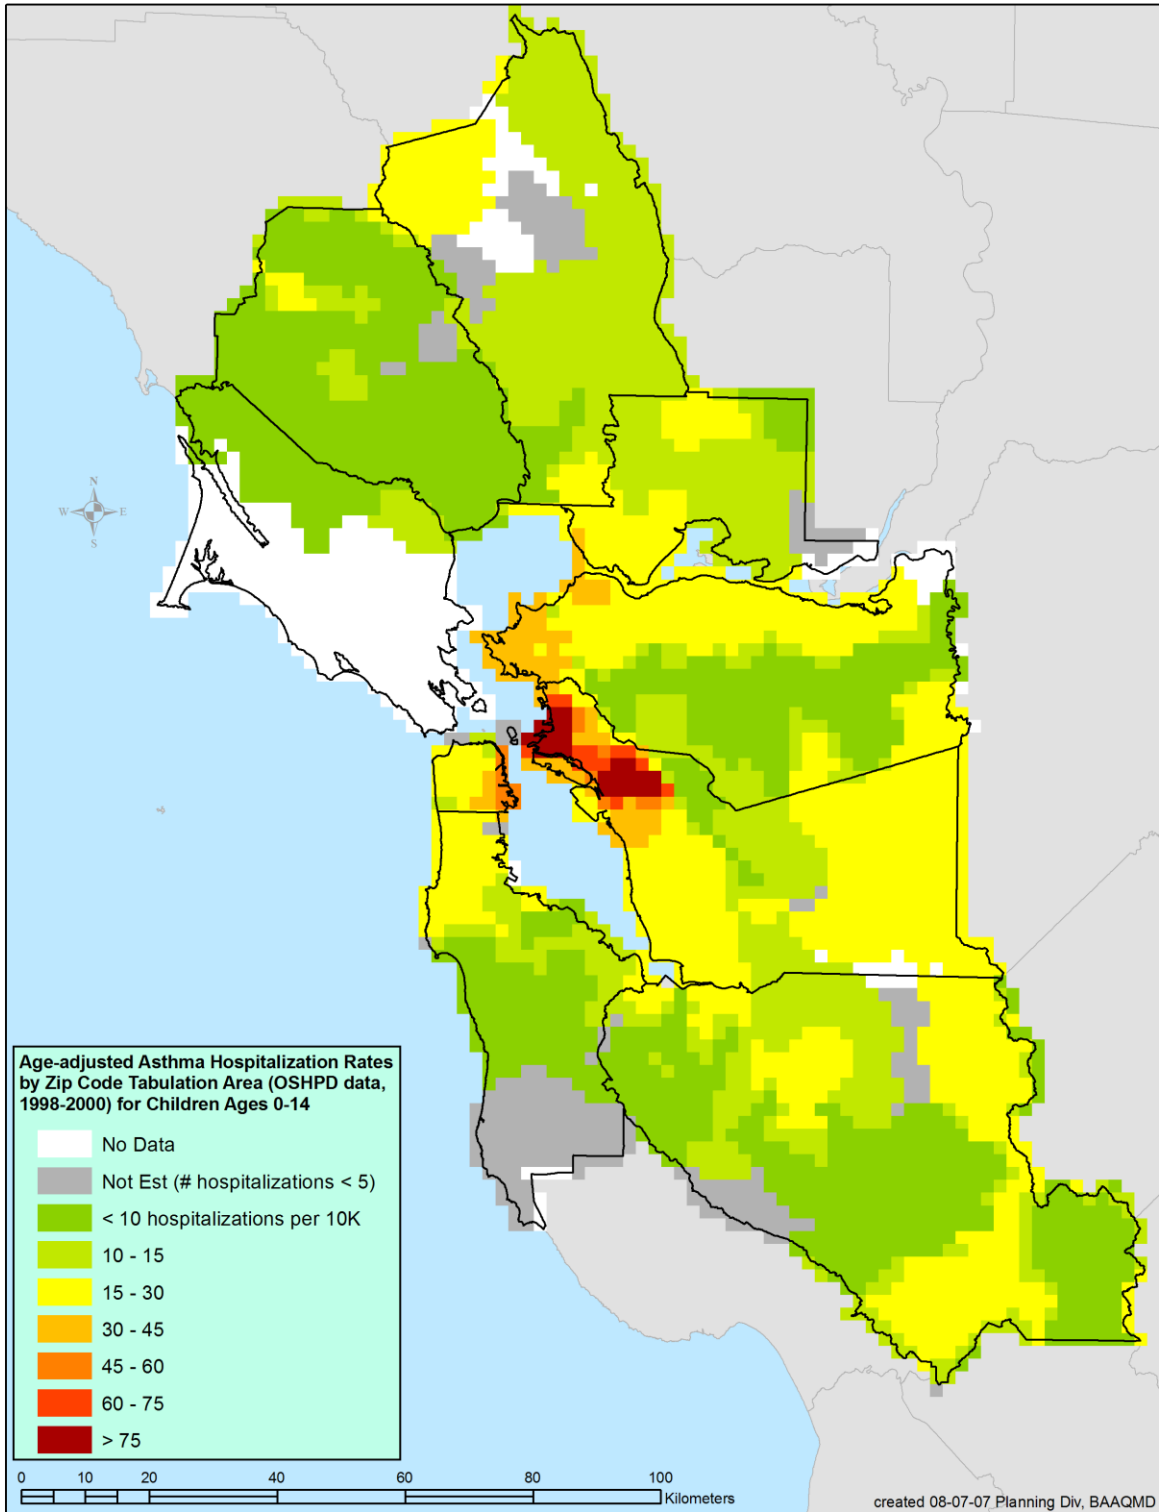 N
W
E
S
Age-adjusted Asthma Hospitalization Rates
by Zip Code Tabulation Area (OSHPD data,
1998-2000) for Children Ages 0-14
No Data
Not Est (# hospitalizations < 5)
< 10 hospitalizations per 10K
10 - 15
15 - 30
30 - 45
45 - 60
60 - 75
> 75
0 10 20 40 60 80 100
Kilometers
created 08-07-07 Planning Div, BAAQMD